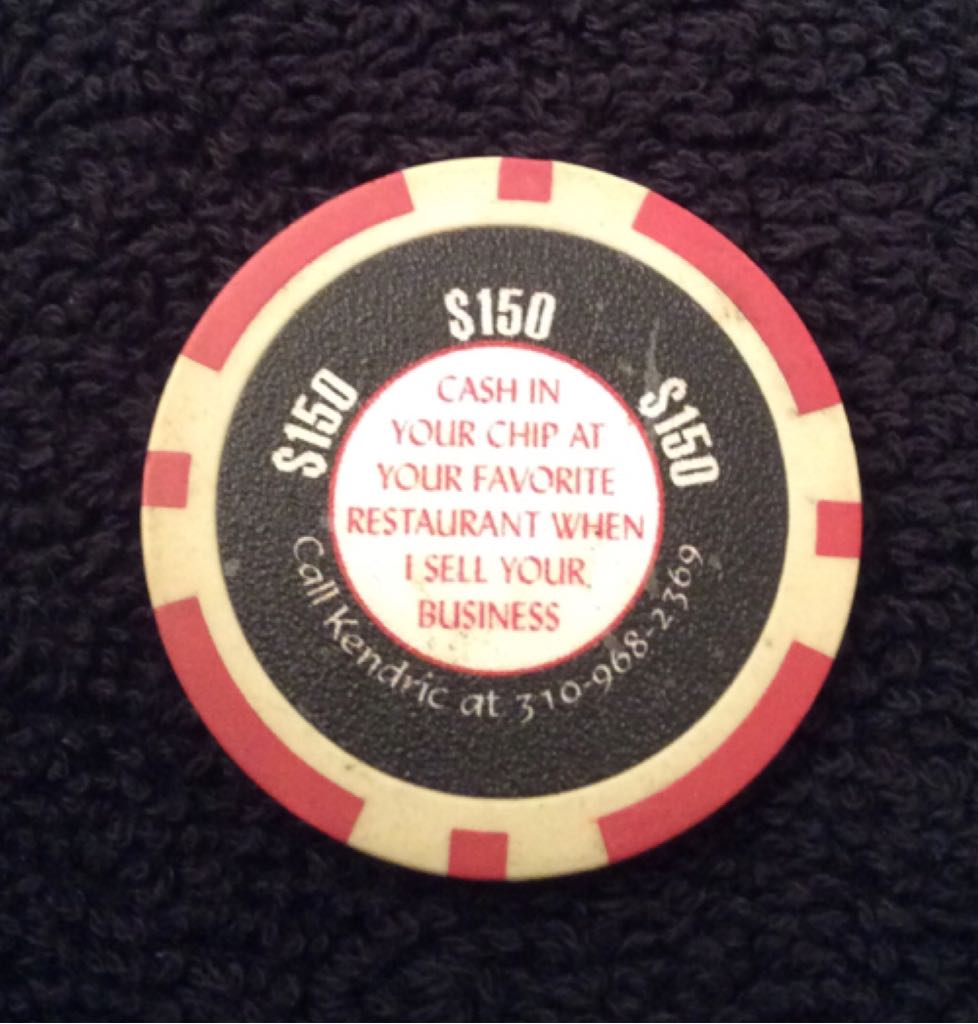 $150
$150
$150
CASH IN
YOUR CHIP AT
YOUR FAVORITE
RESTAURANT WHEN
I SELL YOUR
BUSINESS
Call Kendric at 310-968-2369